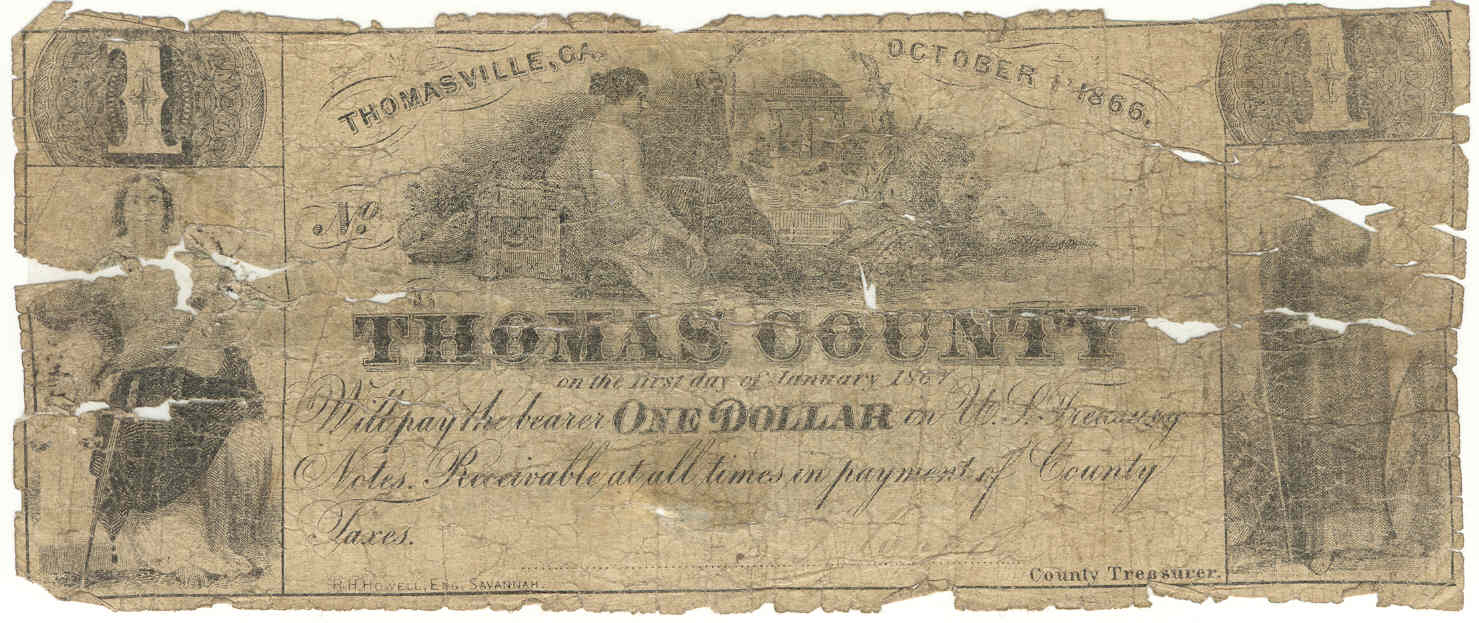 1 1
THOMASVILLE, GA. OCTOBER 1st 1866.
No.
THOMAS COUNTY
on the first day of January 1867
Will pay the bearer ONE DOLLAR in U. S. Treasury
Notes. Receivable at all times in payment of County
Taxes.
R. H. HOWELL, ENG. SAVANNAH.
County Treasurer.